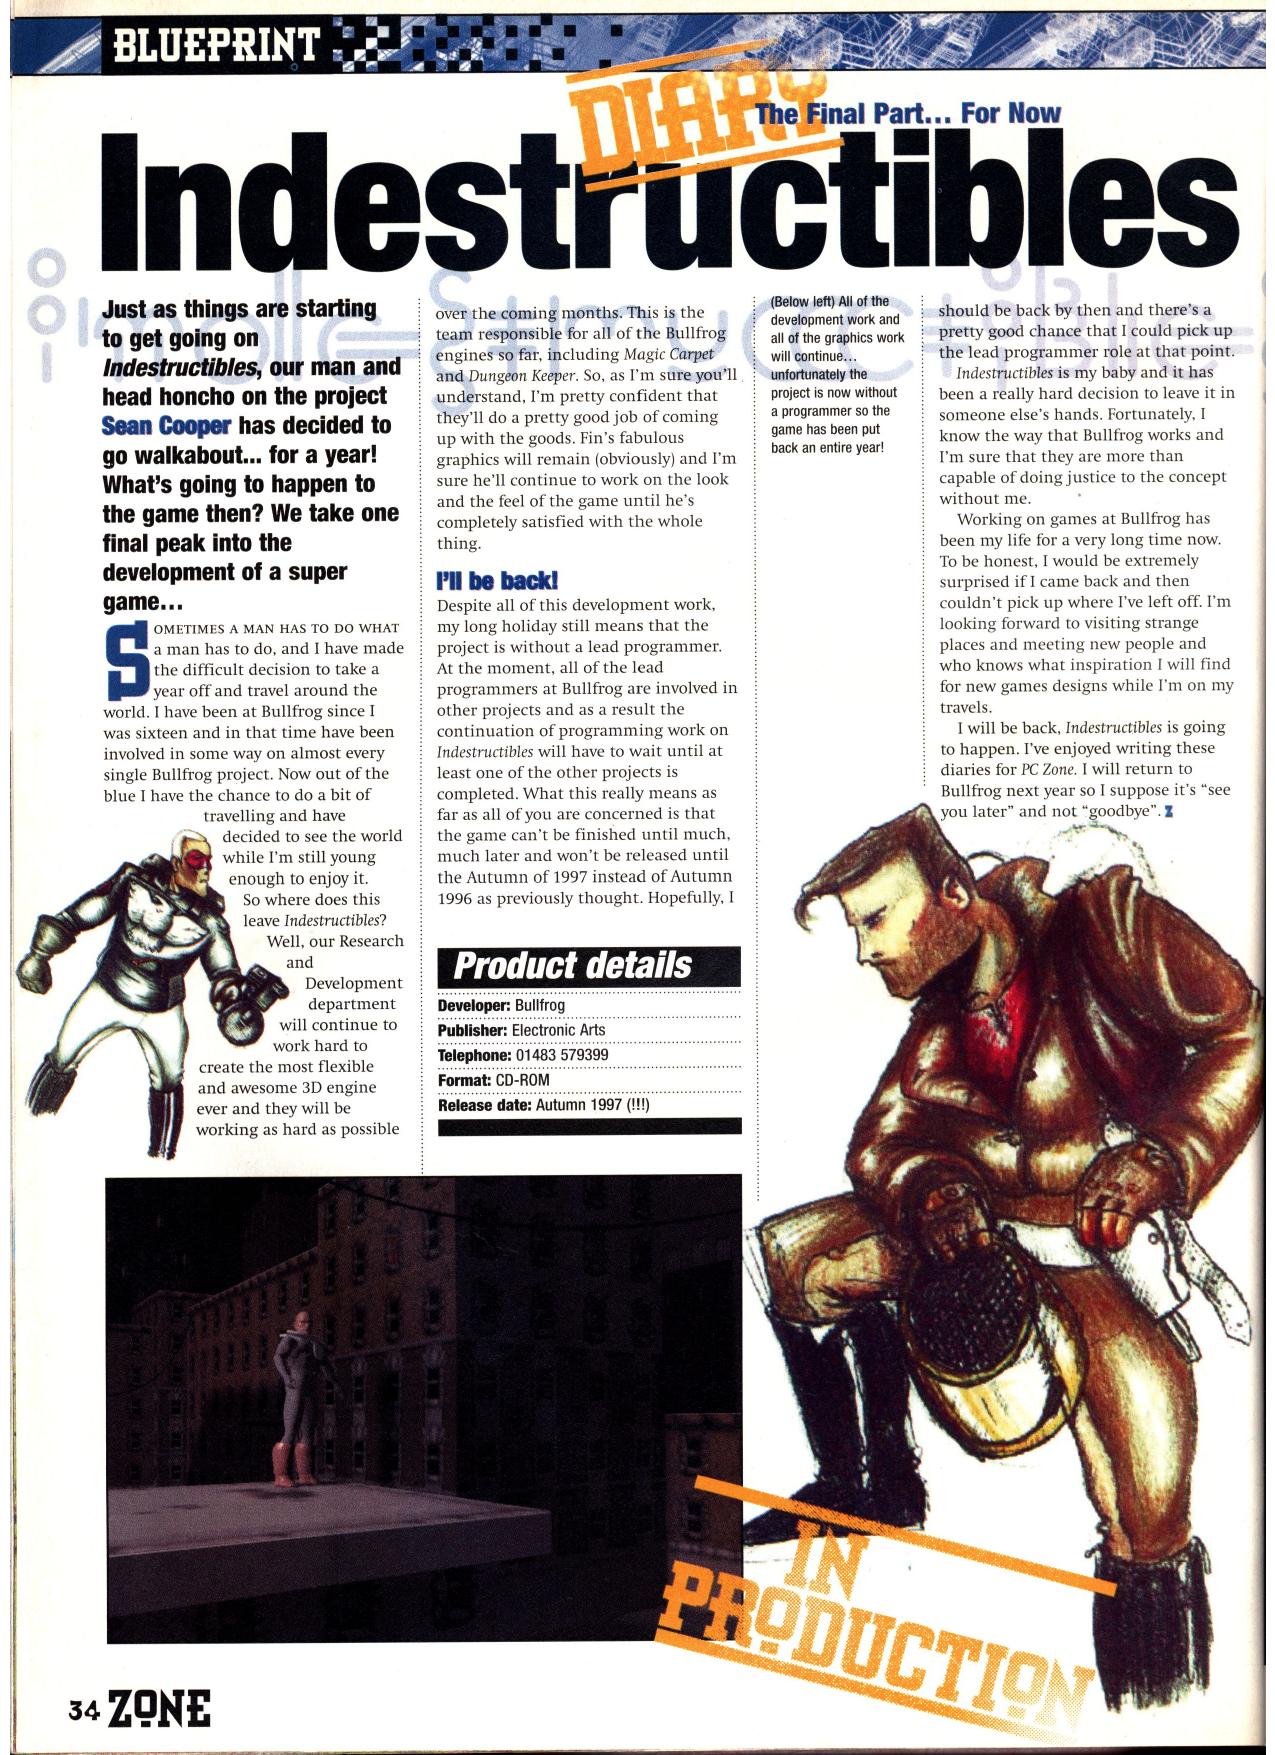 BLUEPRINT
DIARY
The Final Part... For Now
Indestructibles
Just as things are starting
to get going on
Indestructibles, our man and
head honcho on the project
Sean Cooper has decided to
go walkabout... for a year!
What's going to happen to
the game then? We take one
final peak into the
development of a super
game...
SOMETIMES A MAN HAS TO DO WHAT
a man has to do, and I have made
the difficult decision to take a
year off and travel around the
world. I have been at Bullfrog since I
was sixteen and in that time have been
involved in some way on almost every
single Bullfrog project. Now out of the
blue I have the chance to do a bit of
travelling and have
decided to see the world
while I'm still young
enough to enjoy it.
So where does this
leave Indestructibles?
Well, our Research
and
Development
department
will continue to
work hard to
create the most flexible
and awesome 3D engine
ever and they will be
working as hard as possible
over the coming months. This is the
team responsible for all of the Bullfrog
engines so far, including Magic Carpet
and Dungeon Keeper. So, as I'm sure you'll
understand, I'm pretty confident that
they'll do a pretty good job of coming
up with the goods. Fin's fabulous
graphics will remain (obviously) and I'm
sure he'll continue to work on the look
and the feel of the game until he's
completely satisfied with the whole
thing.
I'll be back!
Despite all of this development work,
my long holiday still means that the
project is without a lead programmer.
At the moment, all of the lead
programmers at Bullfrog are involved in
other projects and as a result the
continuation of programming work on
Indestructibles will have to wait until at
least one of the other projects is
completed. What this really means as
far as all of you are concerned is that
the game can't be finished until much,
much later and won't be released until
the Autumn of 1997 instead of Autumn
1996 as previously thought. Hopefully, I
Product details
Developer: Bullfrog
Publisher: Electronic Arts
Telephone: 01483 579399
Format: CD-ROM
Release date: Autumn 1997 (!!!)
(Below left) All of the
development work and
all of the graphics work
will continue...
unfortunately the
project is now without
a programmer so the
game has been put
back an entire year!
should be back by then and there's a
pretty good chance that I could pick up
the lead programmer role at that point.
Indestructibles is my baby and it has
been a really hard decision to leave it in
someone else's hands. Fortunately, I
know the way that Bullfrog works and
I'm sure that they are more than
capable of doing justice to the concept
without me.
Working on games at Bullfrog has
been my life for a very long time now.
To be honest, I would be extremely
surprised if I came back and then
couldn't pick up where I've left off. I'm
looking forward to visiting strange
places and meeting new people and
who knows what inspiration I will find
for new games designs while I'm on my
travels.
I will be back, Indestructibles is going
to happen. I've enjoyed writing these
diaries for PC Zone. I will return to
Bullfrog next year so I suppose it's "see
you later" and not "goodbye". Z
IN
PRODUCTION
34 ZONE